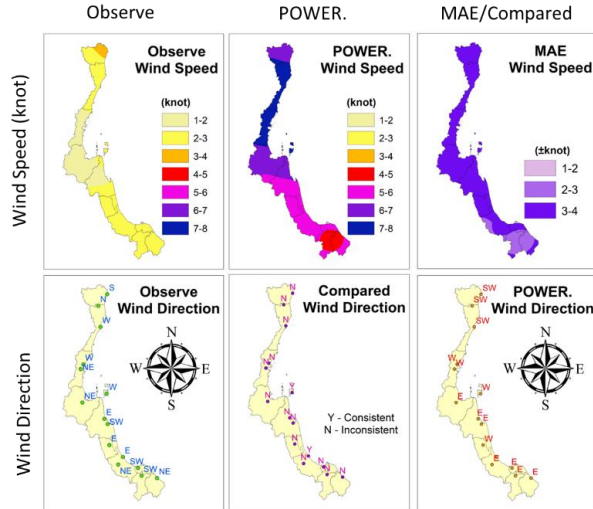 Observe
POWER.
MAE/Compared
Wind Speed (knot)
Observe
Wind Speed
(knot)
1-2
2-3
3-4
4-5
5-6
6-7
7-8
POWER.
Wind Speed
(knot)
1-2
2-3
3-4
4-5
5-6
6-7
7-8
MAE
Wind Speed
(±knot)
1-2
2-3
3-4
Wind Direction
Observe
Wind Direction
N
W E
S
S
N
W
W
NE
NE
W
E
SW
E
E
NE
SW
SW
NE
Compared
Wind Direction
N
N
N
N
N
N
Y
N
N
N
Y
N
N
N
N
Y - Consistent
N - Inconsistent
POWER.
Wind Direction
N
W E
S
SW
SW
SW
W
W
E
W
E
E
W
E
E
E
E